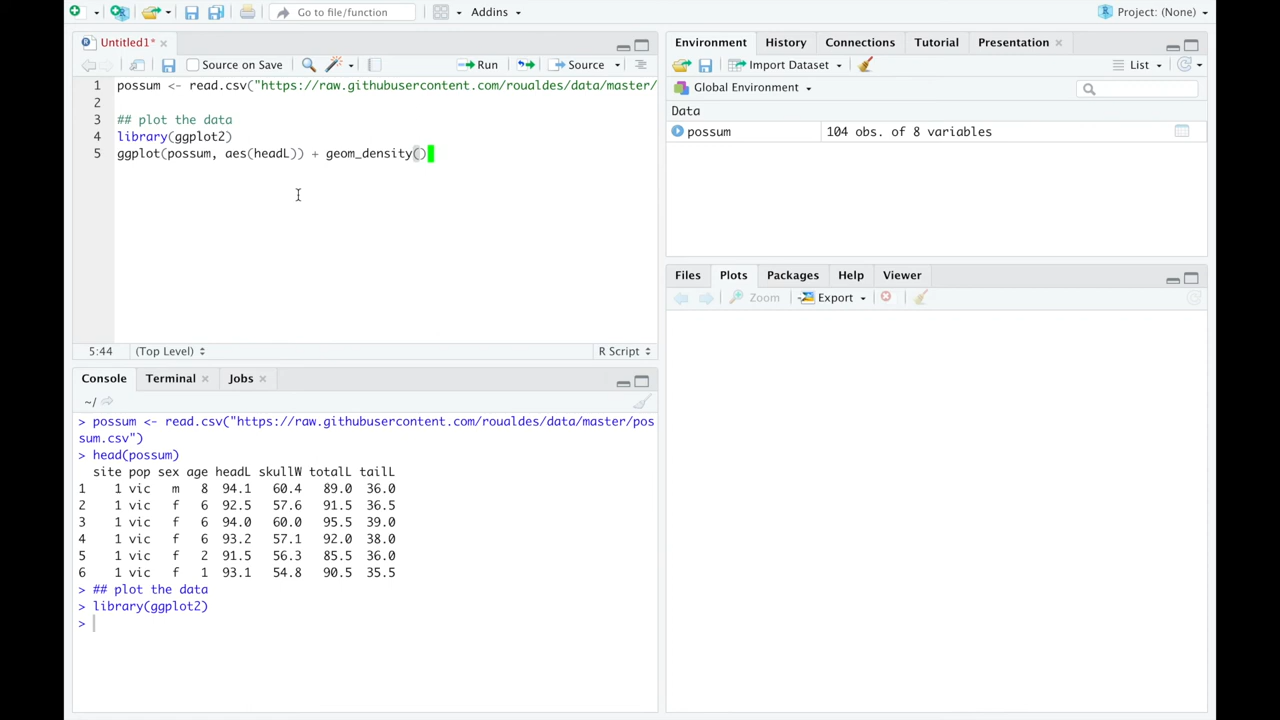 Go to file/function
Addins
Project: (None)
Untitled1*
Source on Save
Run
Source
1 possum <- read.csv("https://raw.githubusercontent.com/roualdes/data/master/
2
3 ## plot the data
4 library(ggplot2)
5 ggplot(possum, aes(headL)) + geom_density()
5:44
(Top Level)
R Script
Console
Terminal
Jobs
~/
> possum <- read.csv("https://raw.githubusercontent.com/roualdes/data/master/pos
sum.csv")
> head(possum)
site pop sex age headL skullW totalL tailL
1 1 vic m 8 94.1 60.4 89.0 36.0
2 1 vic f 6 92.5 57.6 91.5 36.5
3 1 vic f 6 94.0 60.0 95.5 39.0
4 1 vic f 6 93.2 57.1 92.0 38.0
5 1 vic f 2 91.5 56.3 85.5 36.0
6 1 vic f 1 93.1 54.8 90.5 35.5
> ## plot the data
> library(ggplot2)
>
Environment
History
Connections
Tutorial
Presentation
Import Dataset
List
Global Environment
Data
possum
104 obs. of 8 variables
Files
Plots
Packages
Help
Viewer
Zoom
Export